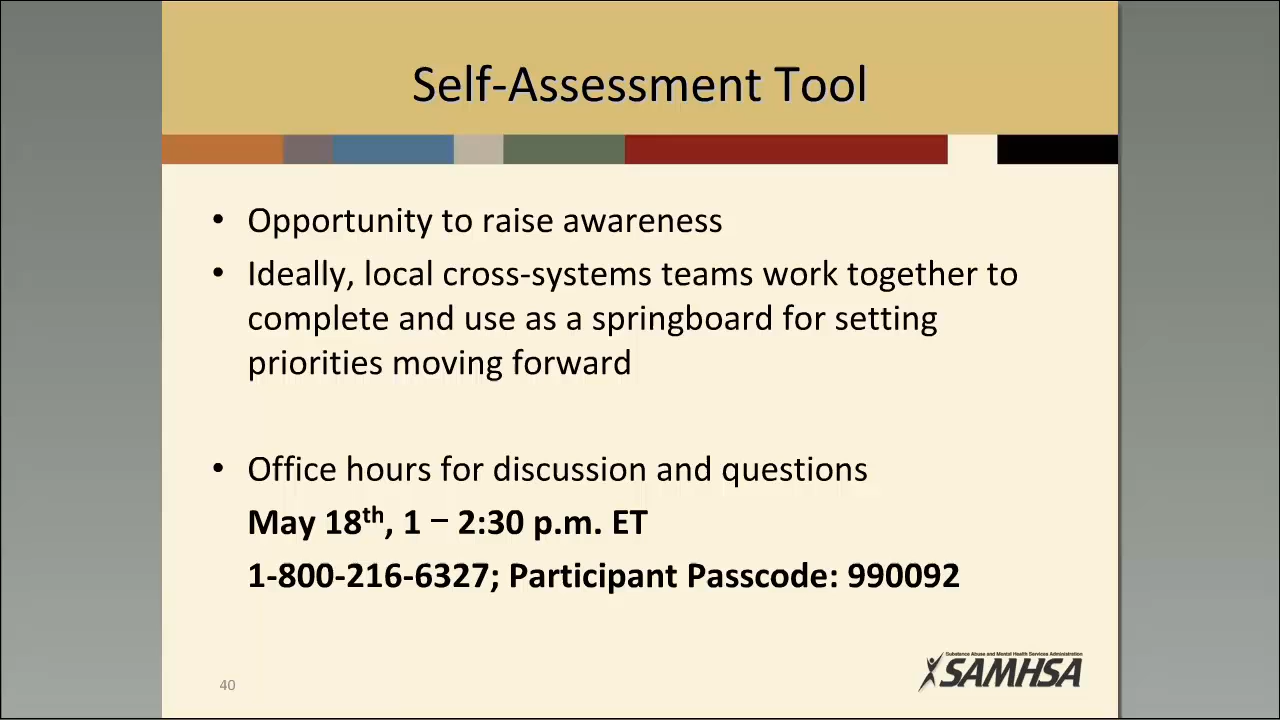 Self-Assessment Tool
• Opportunity to raise awareness
• Ideally, local cross-systems teams work together to
complete and use as a springboard for setting
priorities moving forward
• Office hours for discussion and questions
May 18th, 1 – 2:30 p.m. ET
1-800-216-6327; Participant Passcode: 990092
Substance Abuse and Mental Health Services Administration
SAMHSA
40